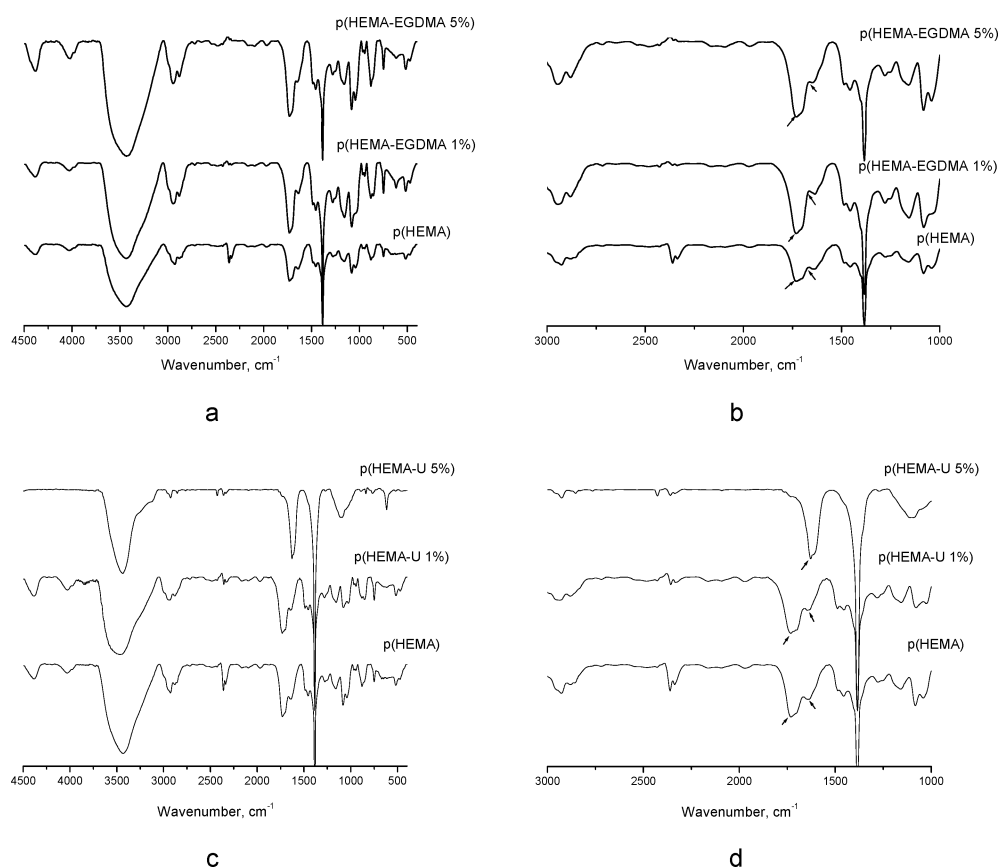 p(HEMA-EGDMA 5%)
p(HEMA-EGDMA 1%)
p(HEMA)
4500 4000 3500 3000 2500 2000 1500 1000 500
Wavenumber, cm⁻¹
a
p(HEMA-EGDMA 5%)
p(HEMA-EGDMA 1%)
p(HEMA)
3000 2500 2000 1500 1000
Wavenumber, cm⁻¹
b
p(HEMA-U 5%)
p(HEMA-U 1%)
p(HEMA)
4500 4000 3500 3000 2500 2000 1500 1000 500
Wavenumber, cm⁻¹
c
p(HEMA-U 5%)
p(HEMA-U 1%)
p(HEMA)
3000 2500 2000 1500 1000
Wavenumber, cm⁻¹
d